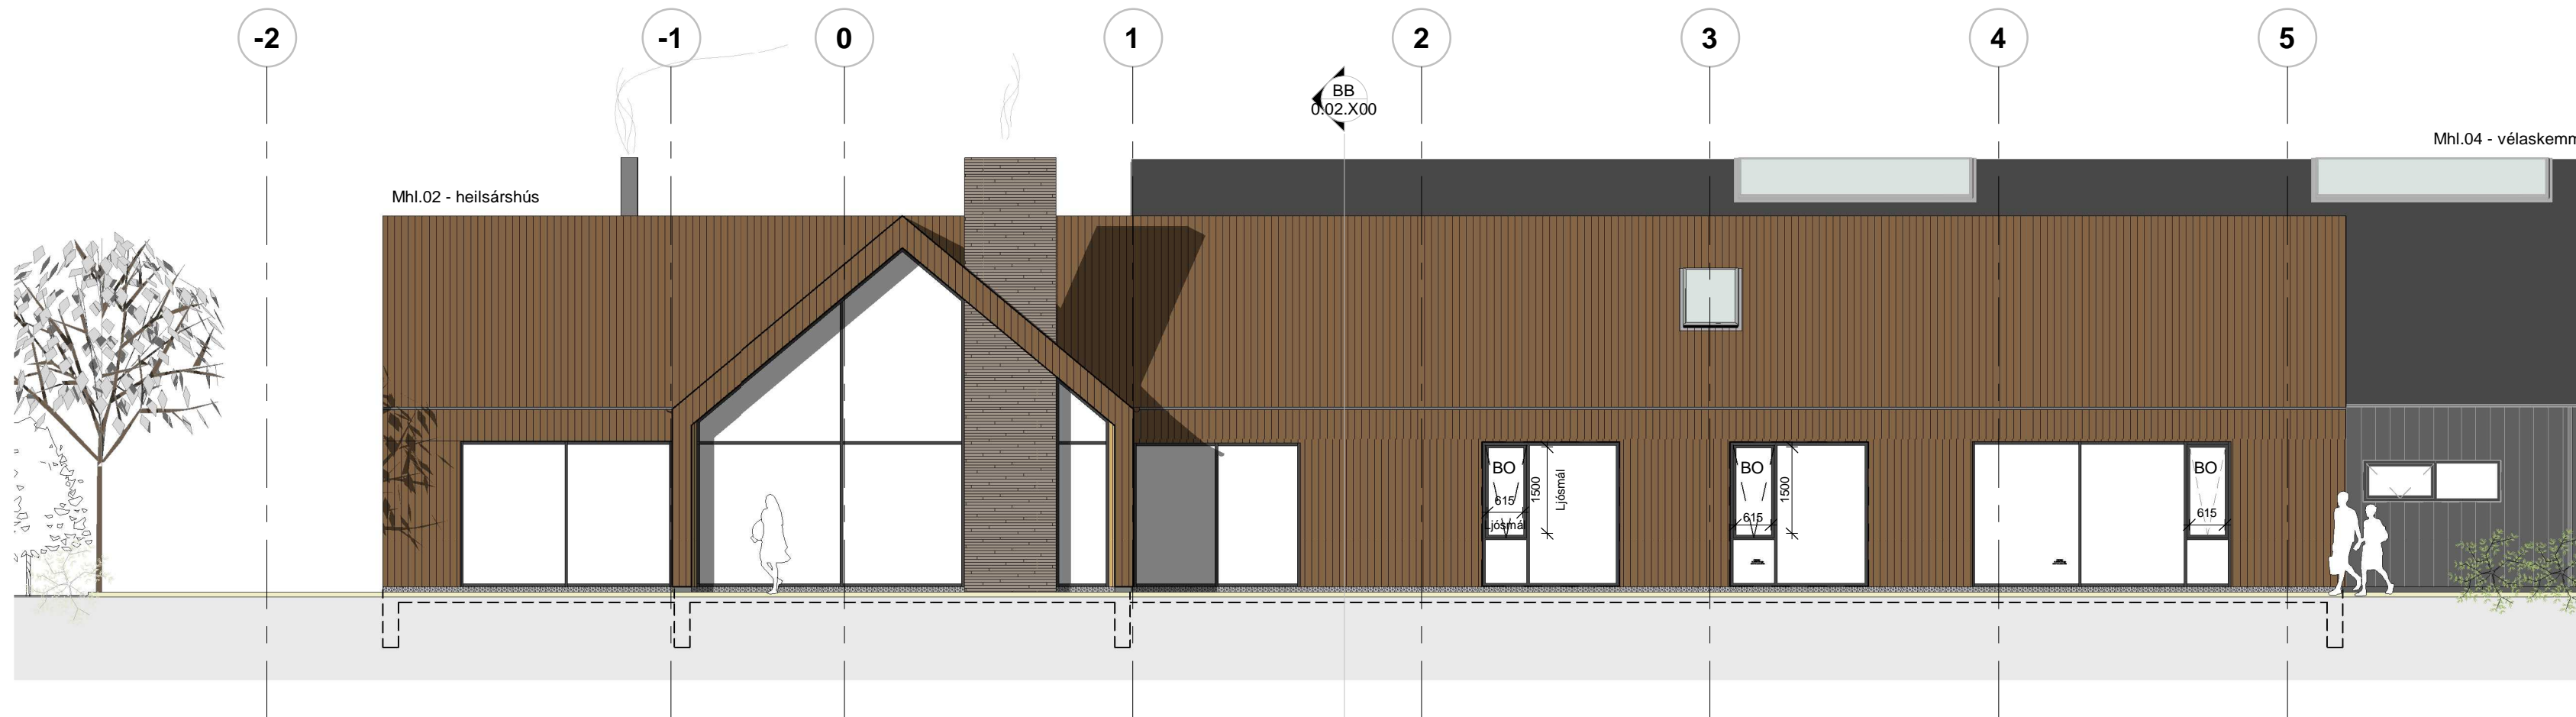 -2
-1
0
1
2
3
4
5
BB
0.02.X00
Mhl.04 - vélaskemm
Mhl.02 - heilsárshús
BO
615
Ljósmál
1500
Ljósmál
BO
615
1500
BO
615